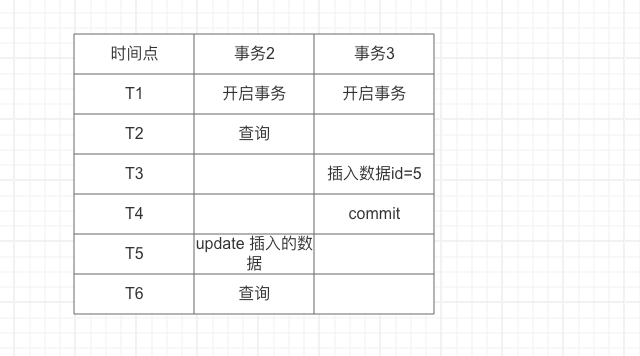 时间点 事务2 事务3
T1 开启事务 开启事务
T2 查询
T3 插入数据id=5
T4 commit
T5 update 插入的数
据
T6 查询